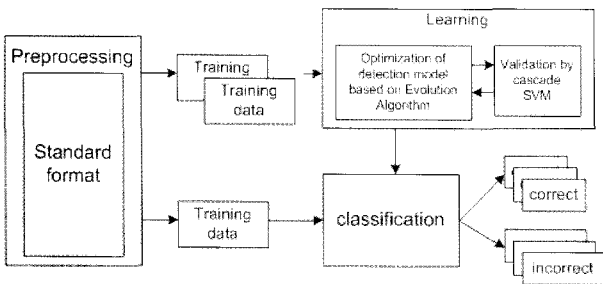 Learning
Preprocessing
Standard
format
Training
Training
data
Optimization of
detection model
based on Evolution
Algorithm
Validation by
cascade
SVM
Training
data
classification
correct
incorrect